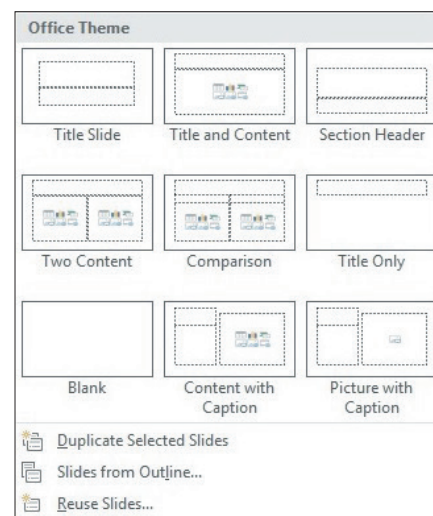 Office Theme
Title Slide
Title and Content
Section Header
Two Content
Comparison
Title Only
Blank
Content with
Caption
Picture with
Caption
Duplicate Selected Slides
Slides from Outline...
Reuse Slides...